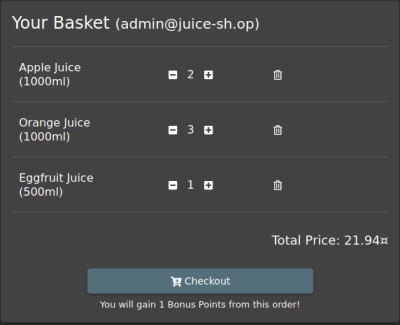 Your Basket (admin@juice-sh.op)
Apple Juice
(1000ml)
2
Orange Juice
(1000ml)
3
Eggfruit Juice
(500ml)
1
Total Price: 21.94¤
Checkout
You will gain 1 Bonus Points from this order!